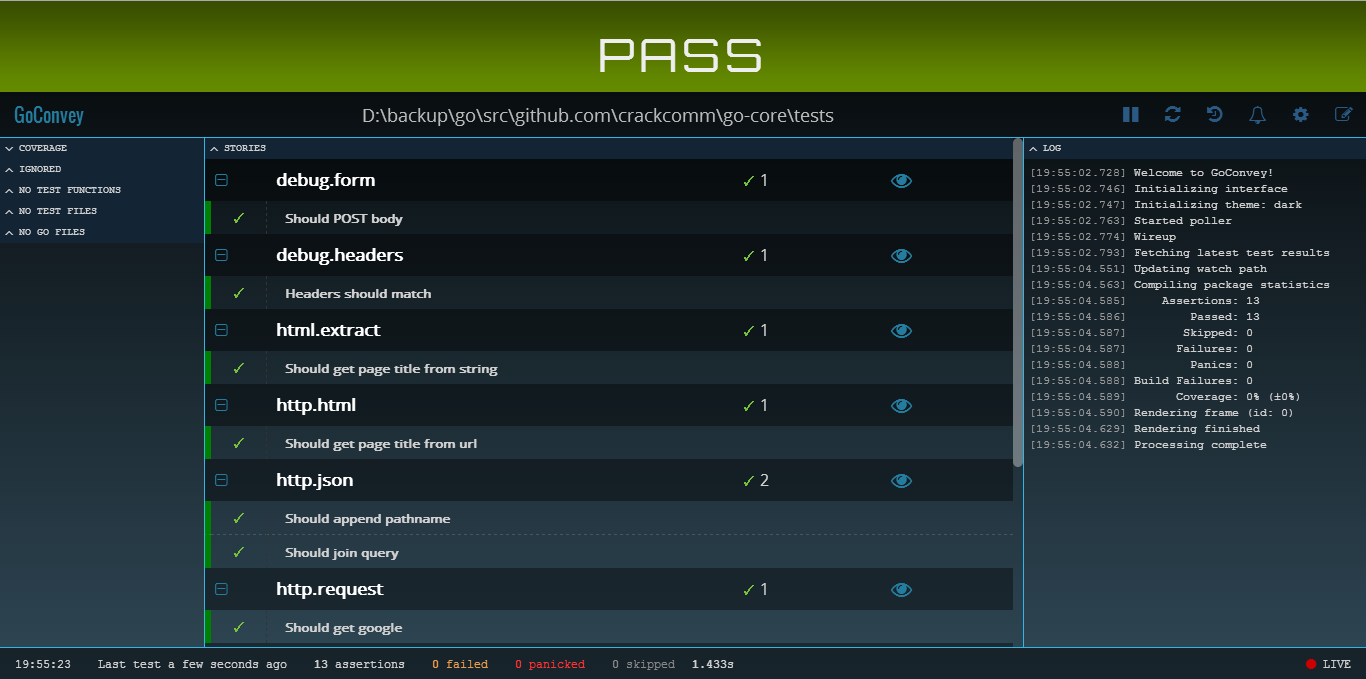 PASS
GoConvey
D:\backup\go\src\github.com\crackcomm\go-core\tests
COVERAGE
IGNORED
NO TEST FUNCTIONS
NO TEST FILES
NO GO FILES
STORIES
debug.form ✓ 1
✓ Should POST body
debug.headers ✓ 1
✓ Headers should match
html.extract ✓ 1
✓ Should get page title from string
http.html ✓ 1
✓ Should get page title from url
http.json ✓ 2
✓ Should append pathname
✓ Should join query
http.request ✓ 1
✓ Should get google
LOG
[19:55:02.728] Welcome to GoConvey!
[19:55:02.746] Initializing interface
[19:55:02.747] Initializing theme: dark
[19:55:02.763] Started poller
[19:55:02.774] Wireup
[19:55:02.793] Fetching latest test results
[19:55:04.551] Updating watch path
[19:55:04.563] Compiling package statistics
[19:55:04.585] Assertions: 13
[19:55:04.586] Passed: 13
[19:55:04.587] Skipped: 0
[19:55:04.587] Failures: 0
[19:55:04.588] Panics: 0
[19:55:04.588] Build Failures: 0
[19:55:04.589] Coverage: 0% (±0%)
[19:55:04.590] Rendering frame (id: 0)
[19:55:04.629] Rendering finished
[19:55:04.632] Processing complete
19:55:23 Last test a few seconds ago 13 assertions 0 failed 0 panicked 0 skipped 1.433s LIVE